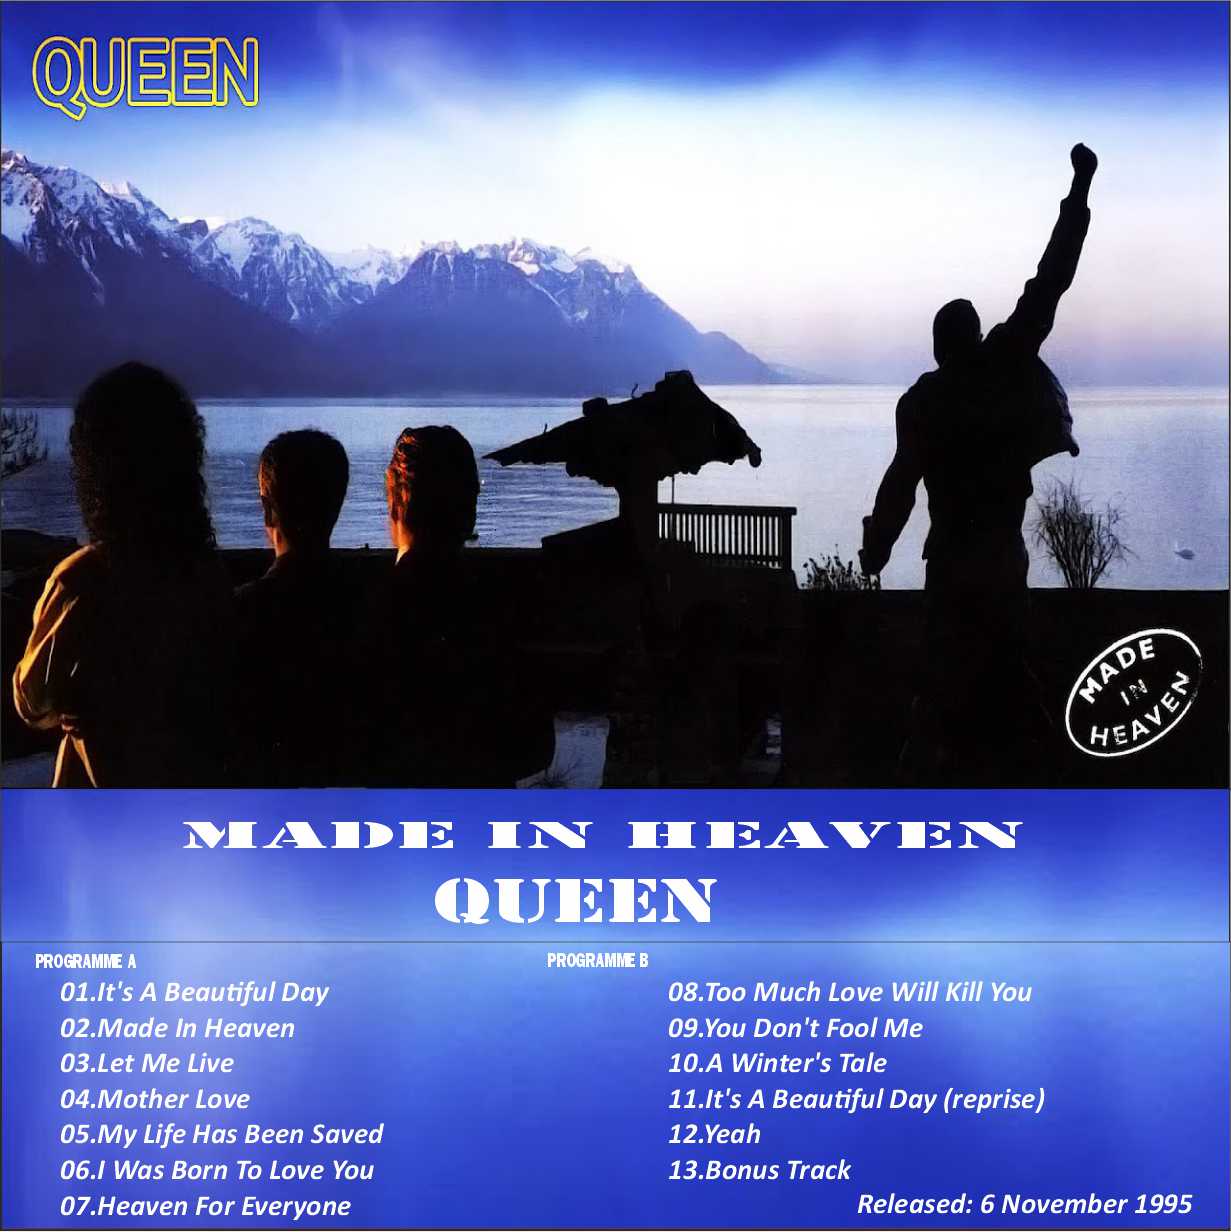 QUEEN
MADE
IN
HEAVEN
MADE IN HEAVEN
QUEEN
PROGRAMME A
01.It's A Beautiful Day
02.Made In Heaven
03.Let Me Live
04.Mother Love
05.My Life Has Been Saved
06.I Was Born To Love You
07.Heaven For Everyone
PROGRAMME B
08.Too Much Love Will Kill You
09.You Don't Fool Me
10.A Winter's Tale
11.It's A Beautiful Day (reprise)
12.Yeah
13.Bonus Track
Released: 6 November 1995